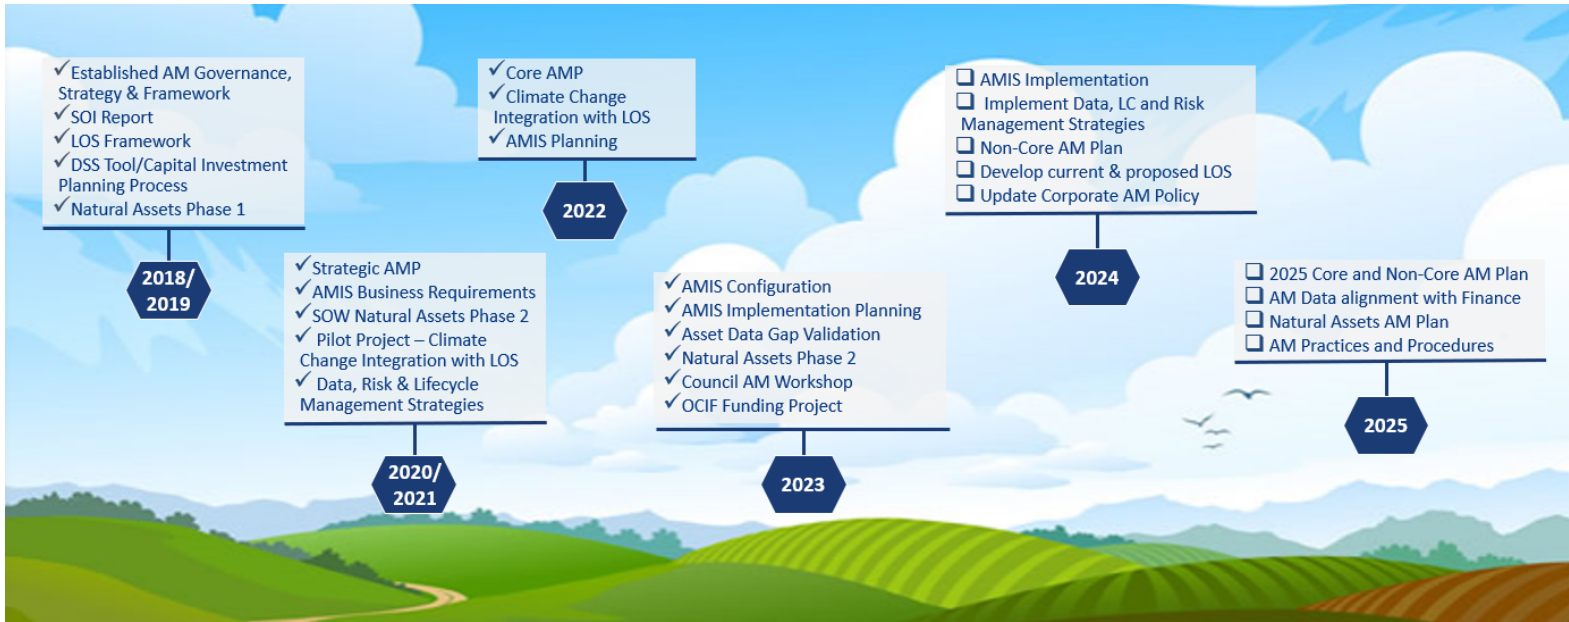 ✓ Established AM Governance,
Strategy & Framework
✓ SOI Report
✓ LOS Framework
✓ DSS Tool/Capital Investment
Planning Process
✓ Natural Assets Phase 1
2018/
2019
✓ Strategic AMP
✓ AMIS Business Requirements
✓ SOW Natural Assets Phase 2
✓ Pilot Project – Climate
Change Integration with LOS
✓ Data, Risk & Lifecycle
Management Strategies
2020/
2021
✓ Core AMP
✓ Climate Change
Integration with LOS
✓ AMIS Planning
2022
✓ AMIS Configuration
✓ AMIS Implementation Planning
✓ Asset Data Gap Validation
✓ Natural Assets Phase 2
✓ Council AM Workshop
✓ OCIF Funding Project
2023
❑ AMIS Implementation
❑ Implement Data, LC and Risk
Management Strategies
❑ Non-Core AM Plan
❑ Develop current & proposed LOS
❑ Update Corporate AM Policy
2024
❑ 2025 Core and Non-Core AM Plan
❑ AM Data alignment with Finance
❑ Natural Assets AM Plan
❑ AM Practices and Procedures
2025